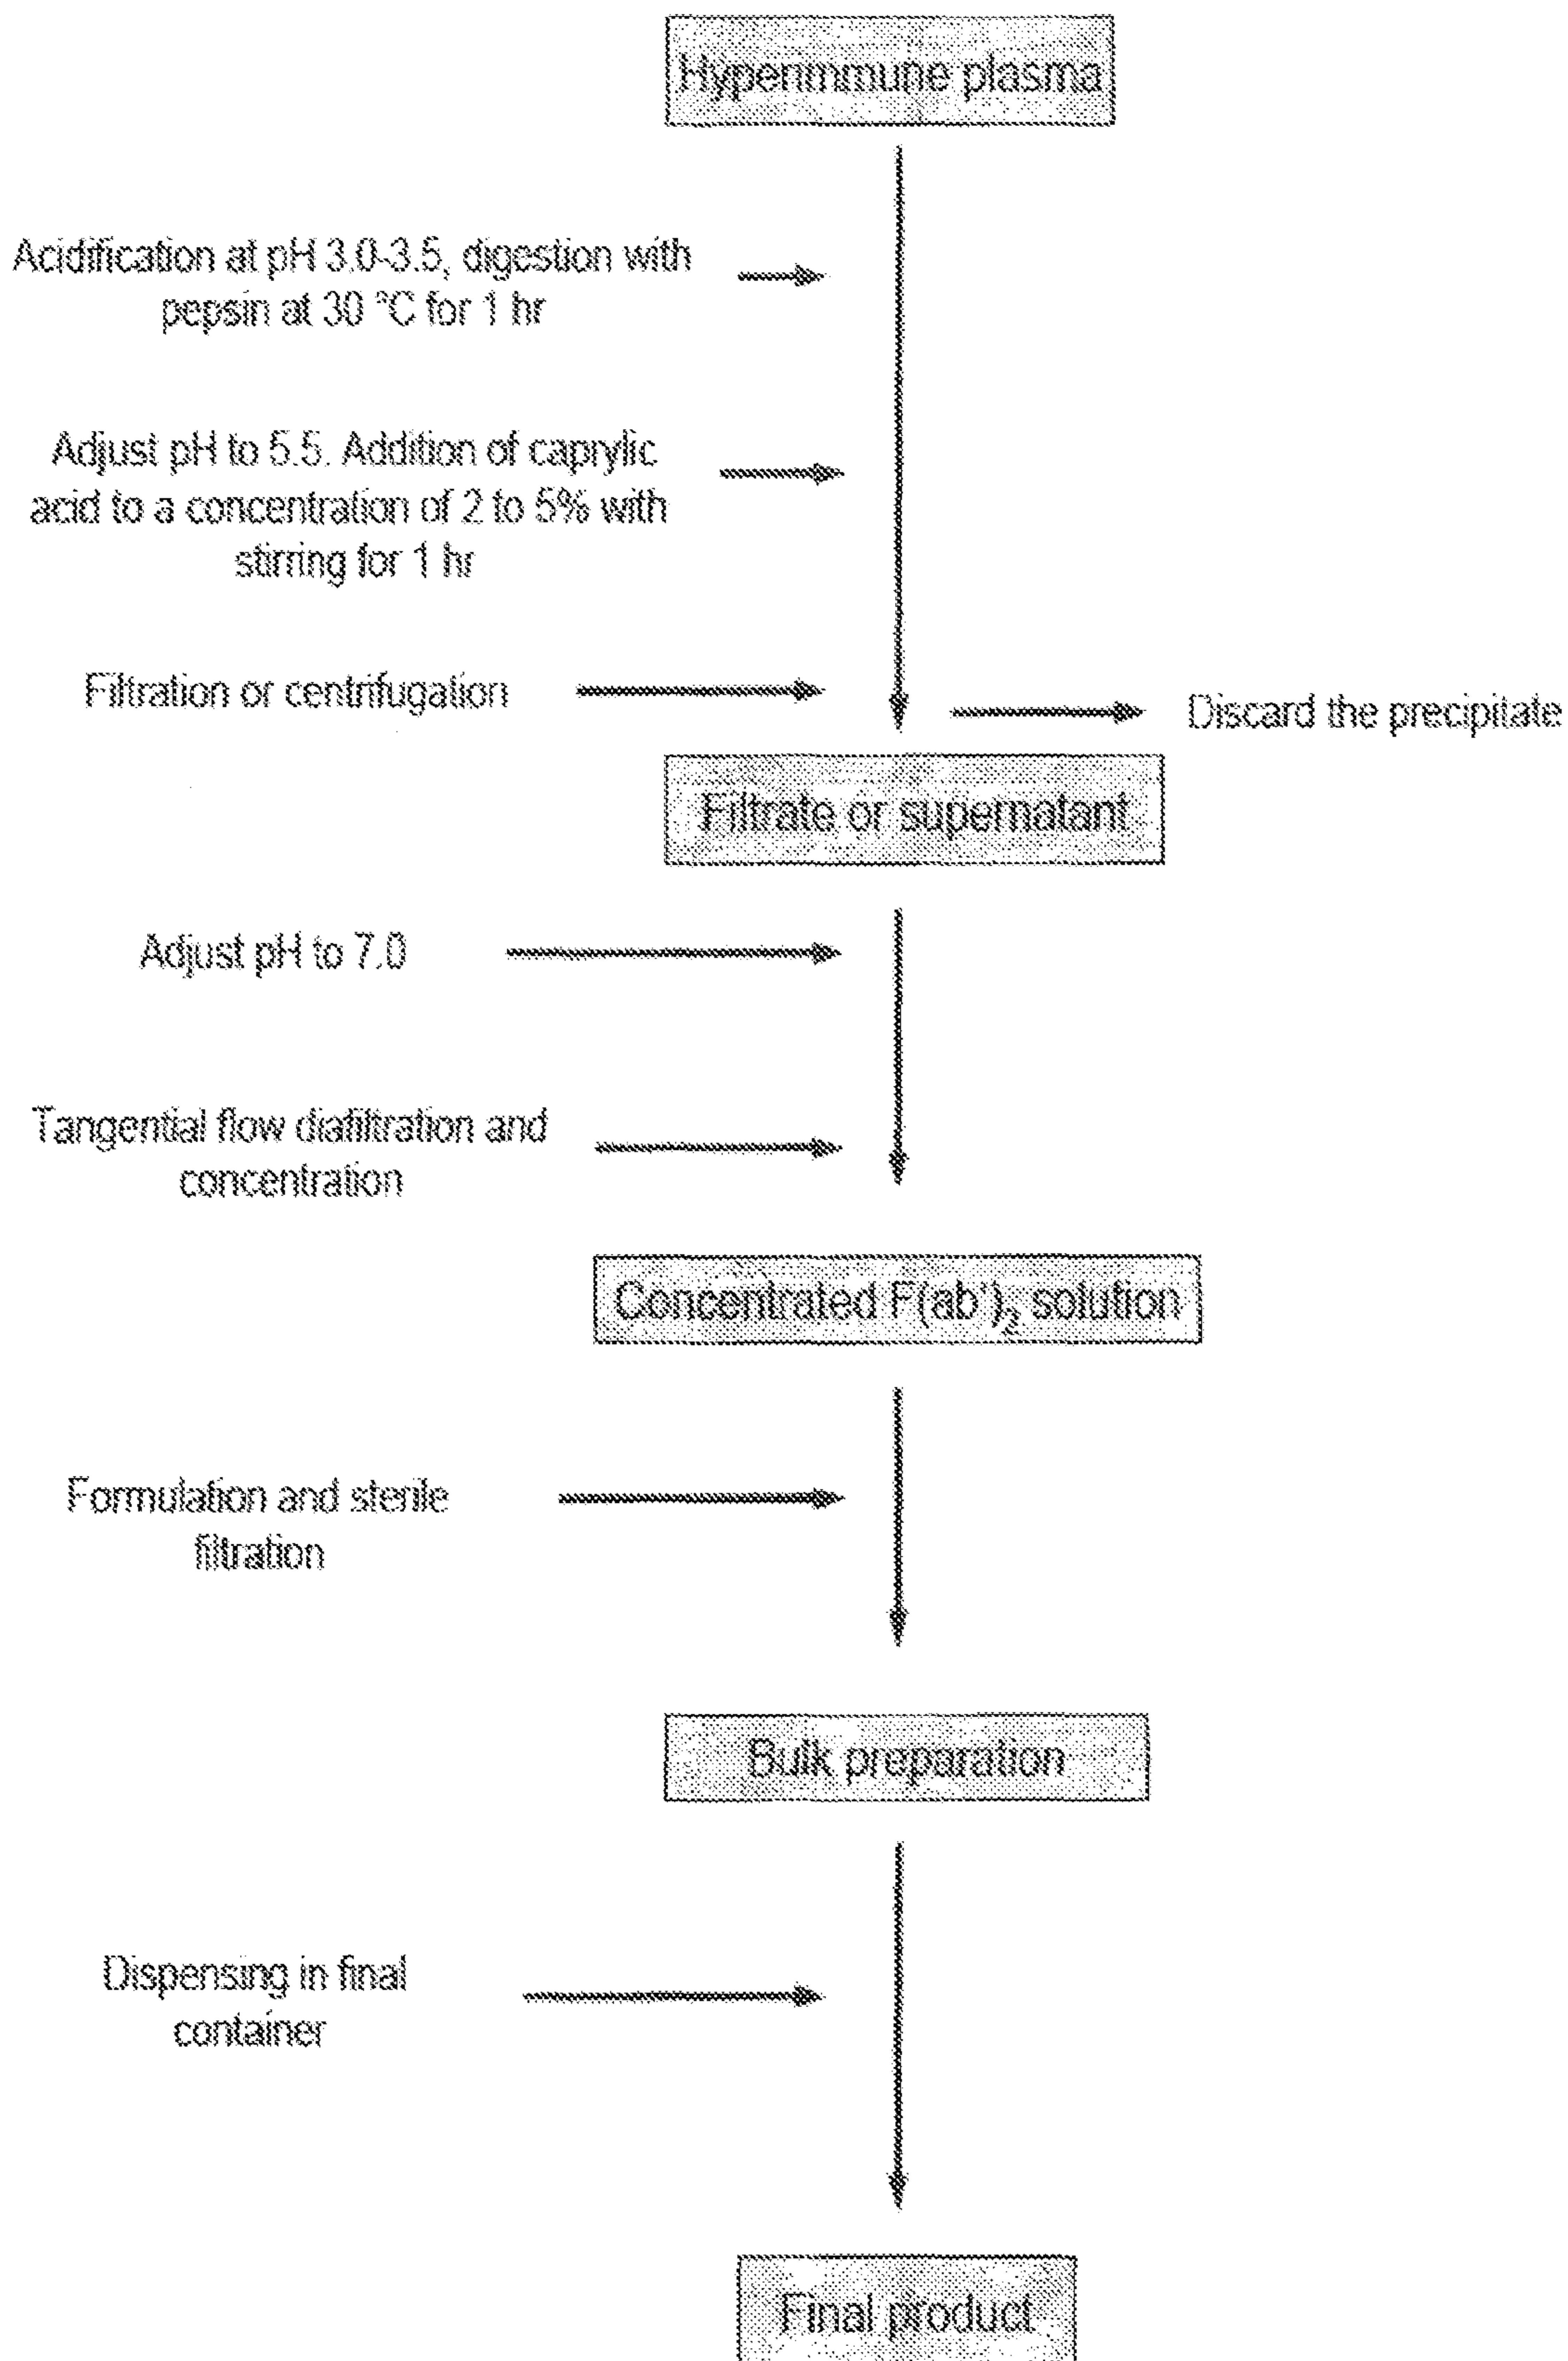 Hyperimmune plasma
Acidification at pH 3.0-3.5, digestion with
pepsin at 30 °C for 1 hr
Adjust pH to 5.5. Addition of caprylic
acid to a concentration of 2 to 5% with
stirring for 1 hr
Filtration or centrifugation
Discard the precipitate
Filtrate or supernatant
Adjust pH to 7.0
Tangential flow diafiltration and
concentration
Concentrated F(ab')₂ solution
Formulation and sterile
filtration
Bulk preparation
Dispensing in final
container
Final product